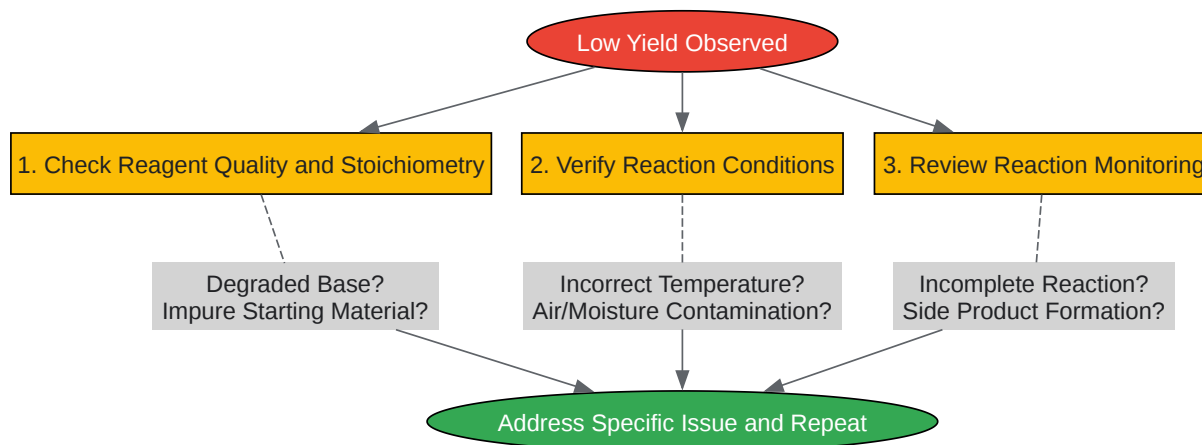 Low Yield Observed
1. Check Reagent Quality and Stoichiometry
2. Verify Reaction Conditions
3. Review Reaction Monitoring
Degraded Base?
Impure Starting Material?
Incorrect Temperature?
Air/Moisture Contamination?
Incomplete Reaction?
Side Product Formation?
Address Specific Issue and Repeat